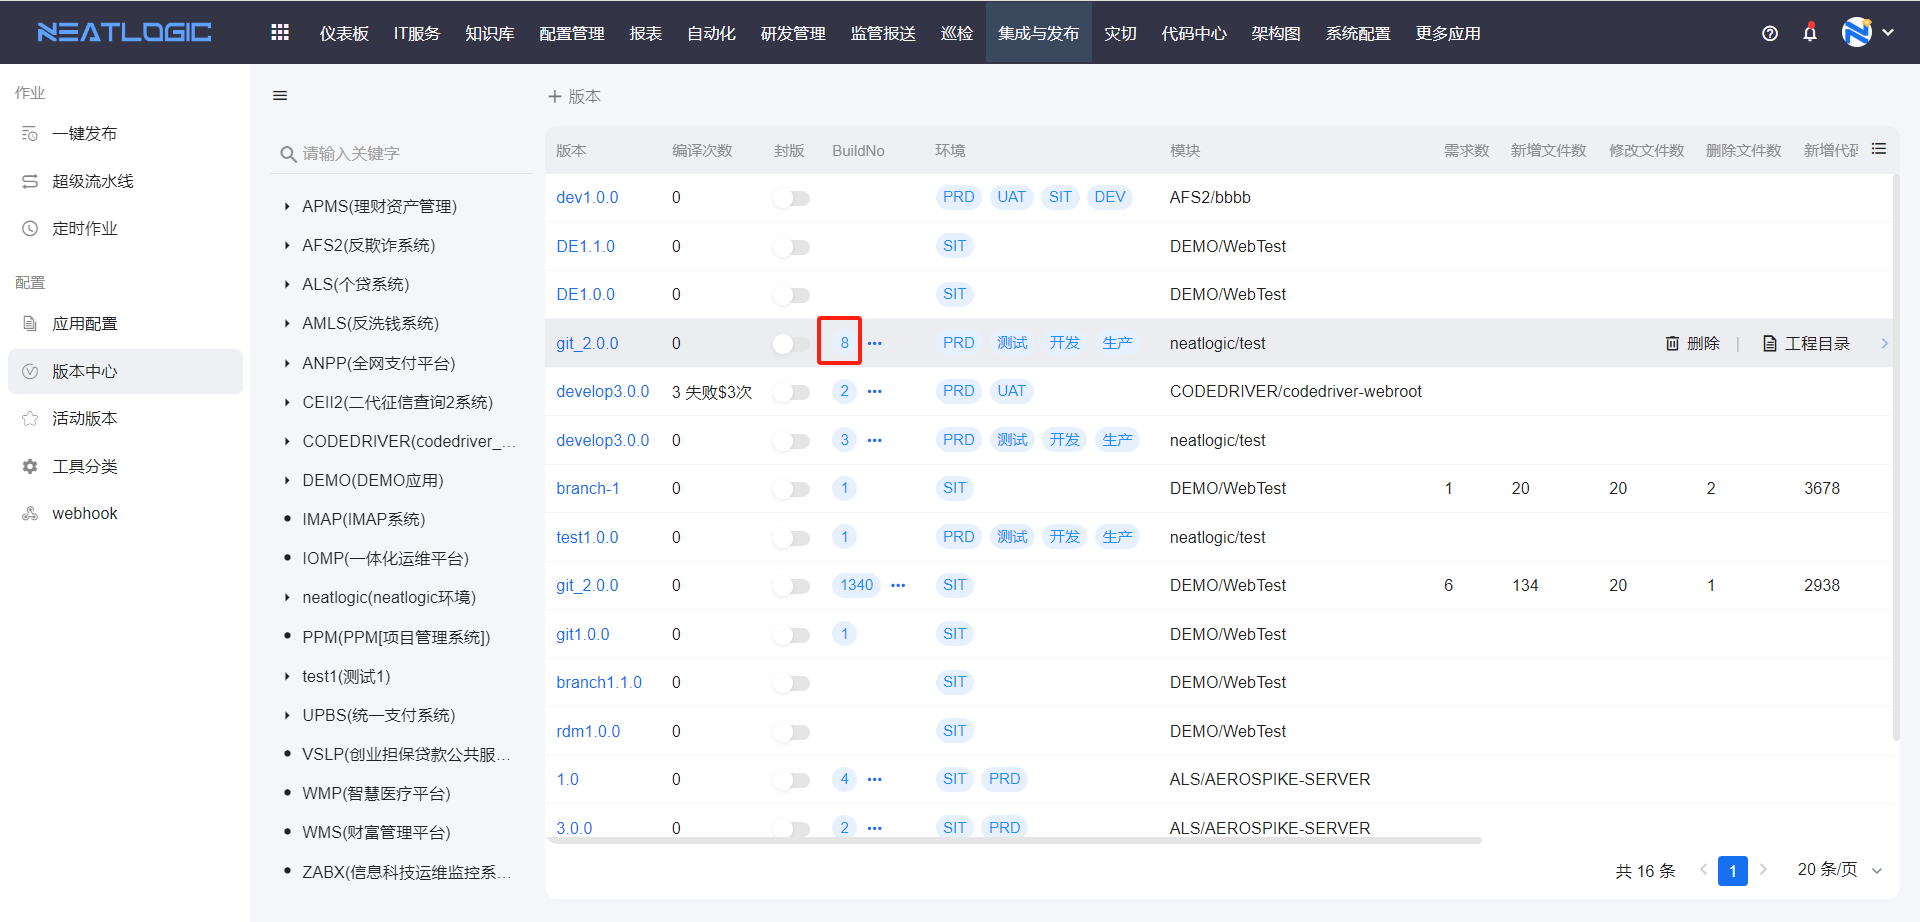 NEATLOGIC 仪表板 IT服务 知识库 配置管理 报表 自动化 研发管理 监管报送 巡检 集成与发布 灾切 代码中心 架构图 系统配置 更多应用
作业
一键发布
超级流水线
定时作业
配置
应用配置
版本中心
活动版本
工具分类
webhook
请输入关键字
APMS(理财资产管理)
AFS2(反欺诈系统)
ALS(个贷系统)
AMLS(反洗钱系统)
ANPP(全网支付平台)
CEII2(二代征信查询2系统)
CODEDRIVER(codedriver_...
DEMO(DEMO应用)
IMAP(IMAP系统)
IOMP(一体化运维平台)
neatlogic(neatlogic环境)
PPM(PPM[项目管理系统])
test1(测试1)
UPBS(统一支付系统)
VSLP(创业担保贷款公共服...
WMP(智慧医疗平台)
WMS(财富管理平台)
ZABX(信息科技运维监控系...
+ 版本
版本 编译次数 封版 BuildNo 环境 模块 需求数 新增文件数 修改文件数 删除文件数 新增代码
dev1.0.0 0 PRD UAT SIT DEV AFS2/bbbb
DE1.1.0 0 SIT DEMO/WebTest
DE1.0.0 0 SIT DEMO/WebTest
git_2.0.0 0 8 ••• PRD 测试 开发 生产 neatlogic/test 删除 | 工程目录
develop3.0.0 3 失败$3次 2 ••• PRD UAT CODEDRIVER/codedriver-webroot
develop3.0.0 0 3 ••• PRD 测试 开发 生产 neatlogic/test
branch-1 0 1 SIT DEMO/WebTest 1 20 20 2 3678
test1.0.0 0 1 PRD 测试 开发 生产 neatlogic/test
git_2.0.0 0 1340 ••• SIT DEMO/WebTest 6 134 20 1 2938
git1.0.0 0 1 SIT DEMO/WebTest
branch1.1.0 0 SIT DEMO/WebTest
rdm1.0.0 0 SIT DEMO/WebTest
1.0 0 4 ••• SIT PRD ALS/AEROSPIKE-SERVER
3.0.0 0 2 ••• SIT PRD ALS/AEROSPIKE-SERVER
共 16 条 1 20 条/页